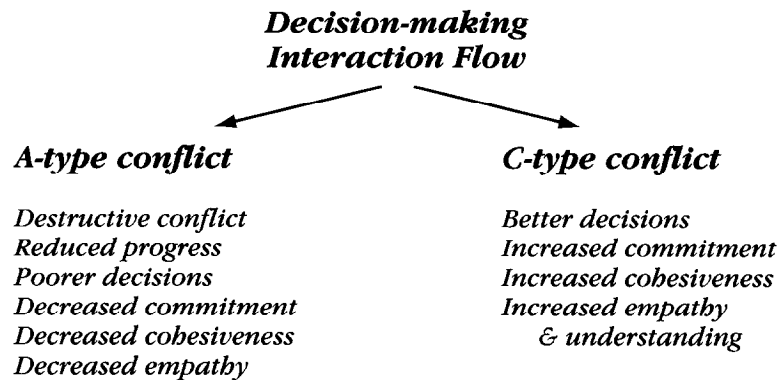 Decision-making
Interaction Flow
A-type conflict
Destructive conflict
Reduced progress
Poorer decisions
Decreased commitment
Decreased cohesiveness
Decreased empathy
C-type conflict
Better decisions
Increased commitment
Increased cohesiveness
Increased empathy
& understanding